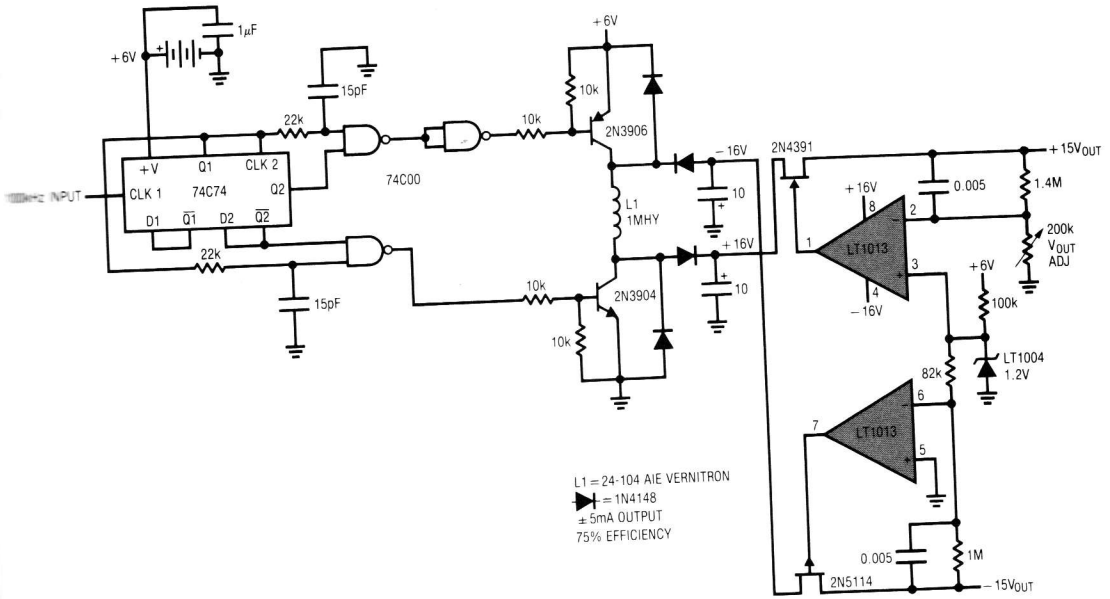 1µF
+6V
+
+6V
15pF
10k
22k
10k
2N3906
2N4391
+15VOUT
-16V
+V
Q1
CLK 2
74C00
0.005
1.4M
INPUT
CLK 1
74C74
Q2
L1
1MHY
10
+
+16V
8
2
−
200k
VOUT
ADJ
D1
Q1
D2
Q2
+16V
1
LT1013
+6V
22k
+
10
3
+
100k
4
-16V
15pF
10k
2N3904
10k
82k
LT1004
1.2V
6
−
7
LT1013
5
+
L1 = 24-104 AIE VERNITRON
= 1N4148
± 5mA OUTPUT
75% EFFICIENCY
0.005
1M
2N5114
-15VOUT